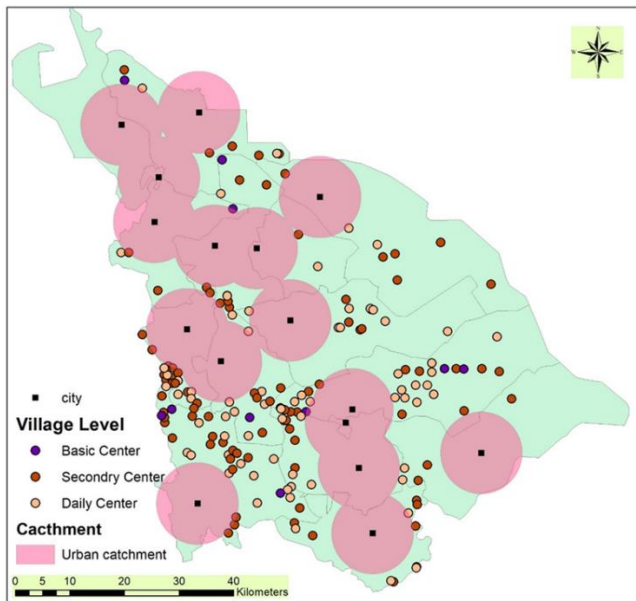 N
city
Village Level
Basic Center
Secondry Center
Daily Center
Cacthment
Urban catchment
0 5 10 20 30 40
Kilometers